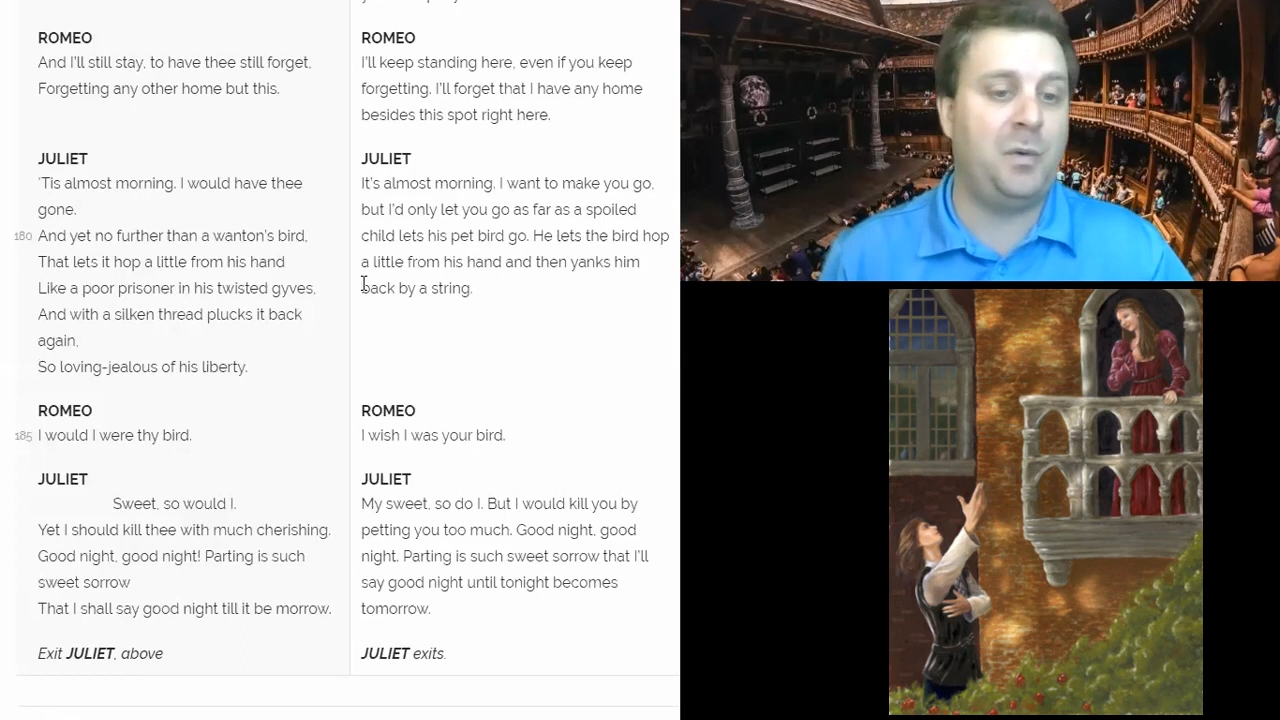 ROMEO
And I'll still stay, to have thee still forget,
Forgetting any other home but this.
JULIET
'Tis almost morning. I would have thee
gone.
180 And yet no further than a wanton's bird,
That lets it hop a little from his hand
Like a poor prisoner in his twisted gyves,
And with a silken thread plucks it back
again,
So loving-jealous of his liberty.
ROMEO
185 I would I were thy bird.
JULIET
Sweet, so would I.
Yet I should kill thee with much cherishing.
Good night, good night! Parting is such
sweet sorrow
That I shall say good night till it be morrow.
Exit JULIET, above
ROMEO
I'll keep standing here, even if you keep
forgetting. I'll forget that I have any home
besides this spot right here.
JULIET
It's almost morning. I want to make you go,
but I'd only let you go as far as a spoiled
child lets his pet bird go. He lets the bird hop
a little from his hand and then yanks him
back by a string.
ROMEO
I wish I was your bird.
JULIET
My sweet, so do I. But I would kill you by
petting you too much. Good night, good
night. Parting is such sweet sorrow that I'll
say good night until tonight becomes
tomorrow.
JULIET exits.